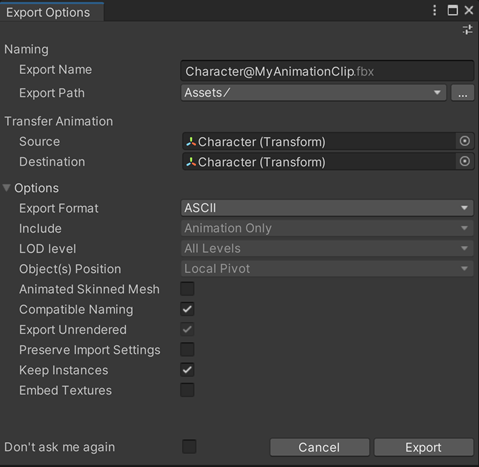 Export Options
Naming
Export Name Character@MyAnimationClip.fbx
Export Path Assets/ ...
Transfer Animation
Source Character (Transform)
Destination Character (Transform)
Options
Export Format ASCII
Include Animation Only
LOD level All Levels
Object(s) Position Local Pivot
Animated Skinned Mesh
Compatible Naming
Export Unrendered
Preserve Import Settings
Keep Instances
Embed Textures
Don't ask me again Cancel Export